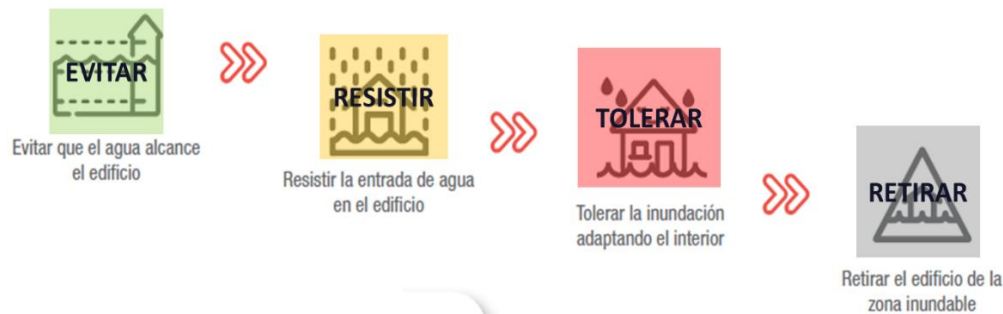 EVITAR
Evitar que el agua alcance
el edificio
RESISTIR
Resistir la entrada de agua
en el edificio
TOLERAR
Tolerar la inundación
adaptando el interior
RETIRAR
Retirar el edificio de la
zona inundable